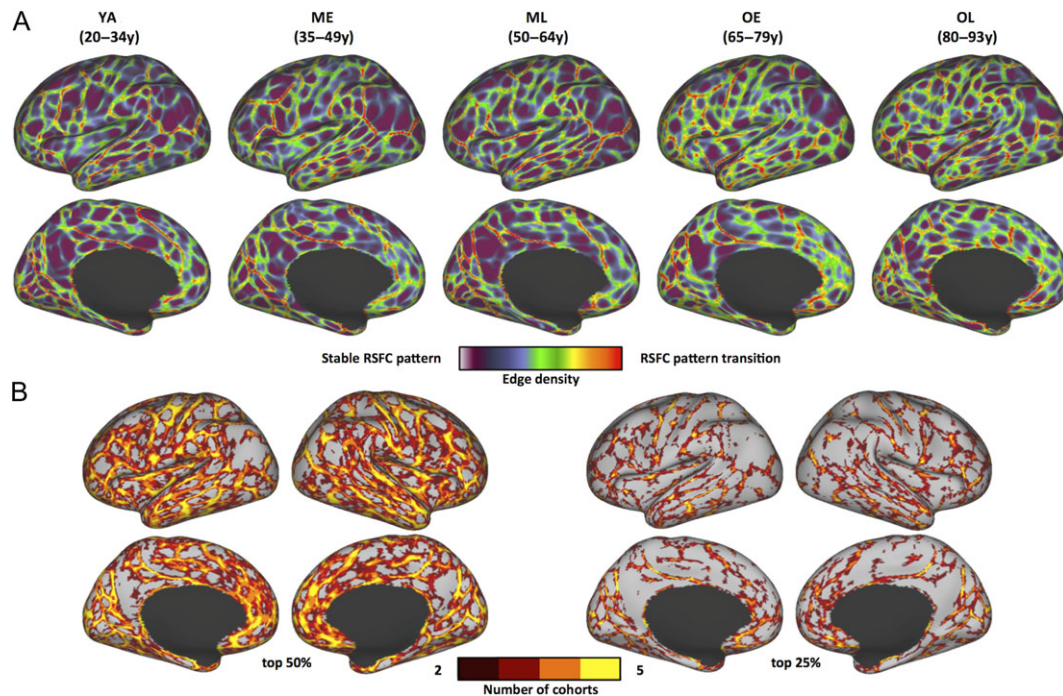 A
YA ME ML OE OL
(20–34y) (35–49y) (50–64y) (65–79y) (80–93y)
Stable RSFC pattern RSFC pattern transition
Edge density
B
top 50% 2 5 top 25%
Number of cohorts